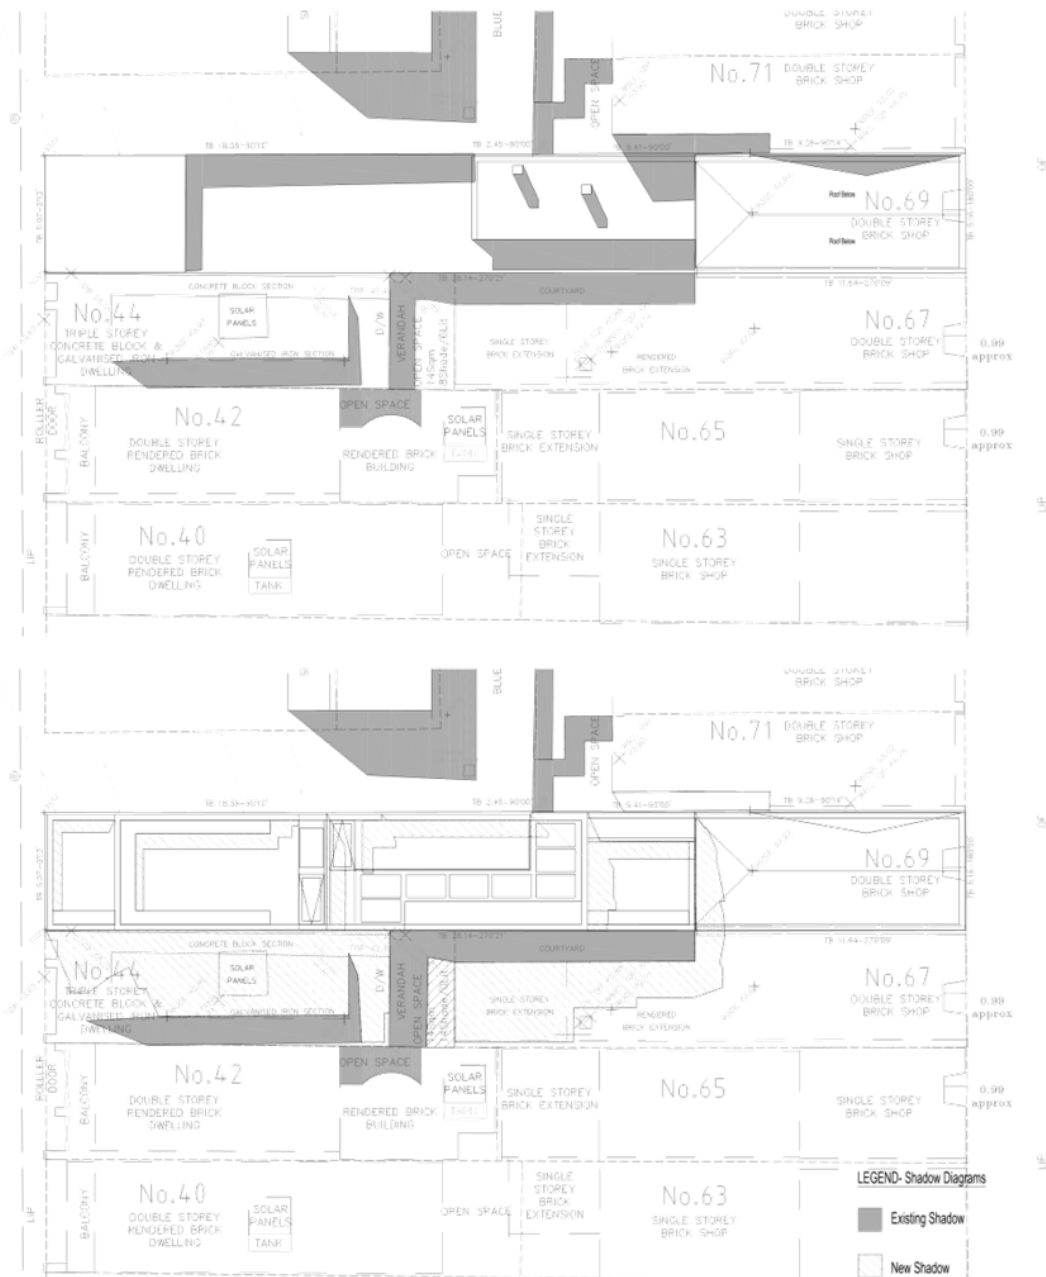 DOUBLE STOREY
BRICK SHOP
BLUE
No.71
DOUBLE STOREY
BRICK SHOP
OPEN SPACE
No.69
DOUBLE STOREY
BRICK SHOP
Roof Below
Roof Below
CONCRETE BLOCK SECTION
COURTYARD
No.44
TRIPLE STOREY
CONCRETE BLOCK &
GALVANISED IRON
DWELLING
SOLAR
PANELS
GALVANISED IRON SECTION
D/W
VERANDAH
OPEN SPACE
14Sqm
SINGLE STOREY
BRICK EXTENSION
RENDERED
BRICK EXTENSION
No.67
DOUBLE STOREY
BRICK SHOP
0.99
approx
ROLLLER
DOOR
BALCONY
No.42
DOUBLE STOREY
RENDERED BRICK
DWELLING
OPEN SPACE
RENDERED BRICK
BUILDING
SOLAR
PANELS
SINGLE STOREY
BRICK EXTENSION
No.65
SINGLE STOREY
BRICK SHOP
0.99
approx
LIP
BALCONY
No.40
DOUBLE STOREY
RENDERED BRICK
DWELLING
SOLAR
PANELS
TANK
OPEN SPACE
SINGLE
STOREY
BRICK
EXTENSION
No.63
SINGLE STOREY
BRICK SHOP
LIP
BRICK SHOP
BLUE
No.71
DOUBLE STOREY
BRICK SHOP
OPEN SPACE
No.69
DOUBLE STOREY
BRICK SHOP
CONCRETE BLOCK SECTION
COURTYARD
No.44
TRIPLE STOREY
CONCRETE BLOCK &
GALVANISED IRON
DWELLING
SOLAR
PANELS
GALVANISED IRON SECTION
D/W
VERANDAH
OPEN SPACE
SINGLE STOREY
BRICK EXTENSION
RENDERED
BRICK EXTENSION
No.67
DOUBLE STOREY
BRICK SHOP
0.99
approx
ROLLLER
DOOR
BALCONY
No.42
DOUBLE STOREY
RENDERED BRICK
DWELLING
OPEN SPACE
RENDERED BRICK
BUILDING
SOLAR
PANELS
SINGLE STOREY
BRICK EXTENSION
No.65
SINGLE STOREY
BRICK SHOP
0.99
approx
LIP
BALCONY
No.40
DOUBLE STOREY
RENDERED BRICK
DWELLING
SOLAR
PANELS
TANK
OPEN SPACE
SINGLE
STOREY
BRICK
EXTENSION
No.63
SINGLE STOREY
BRICK SHOP
LIP
LEGEND- Shadow Diagrams
Existing Shadow
New Shadow